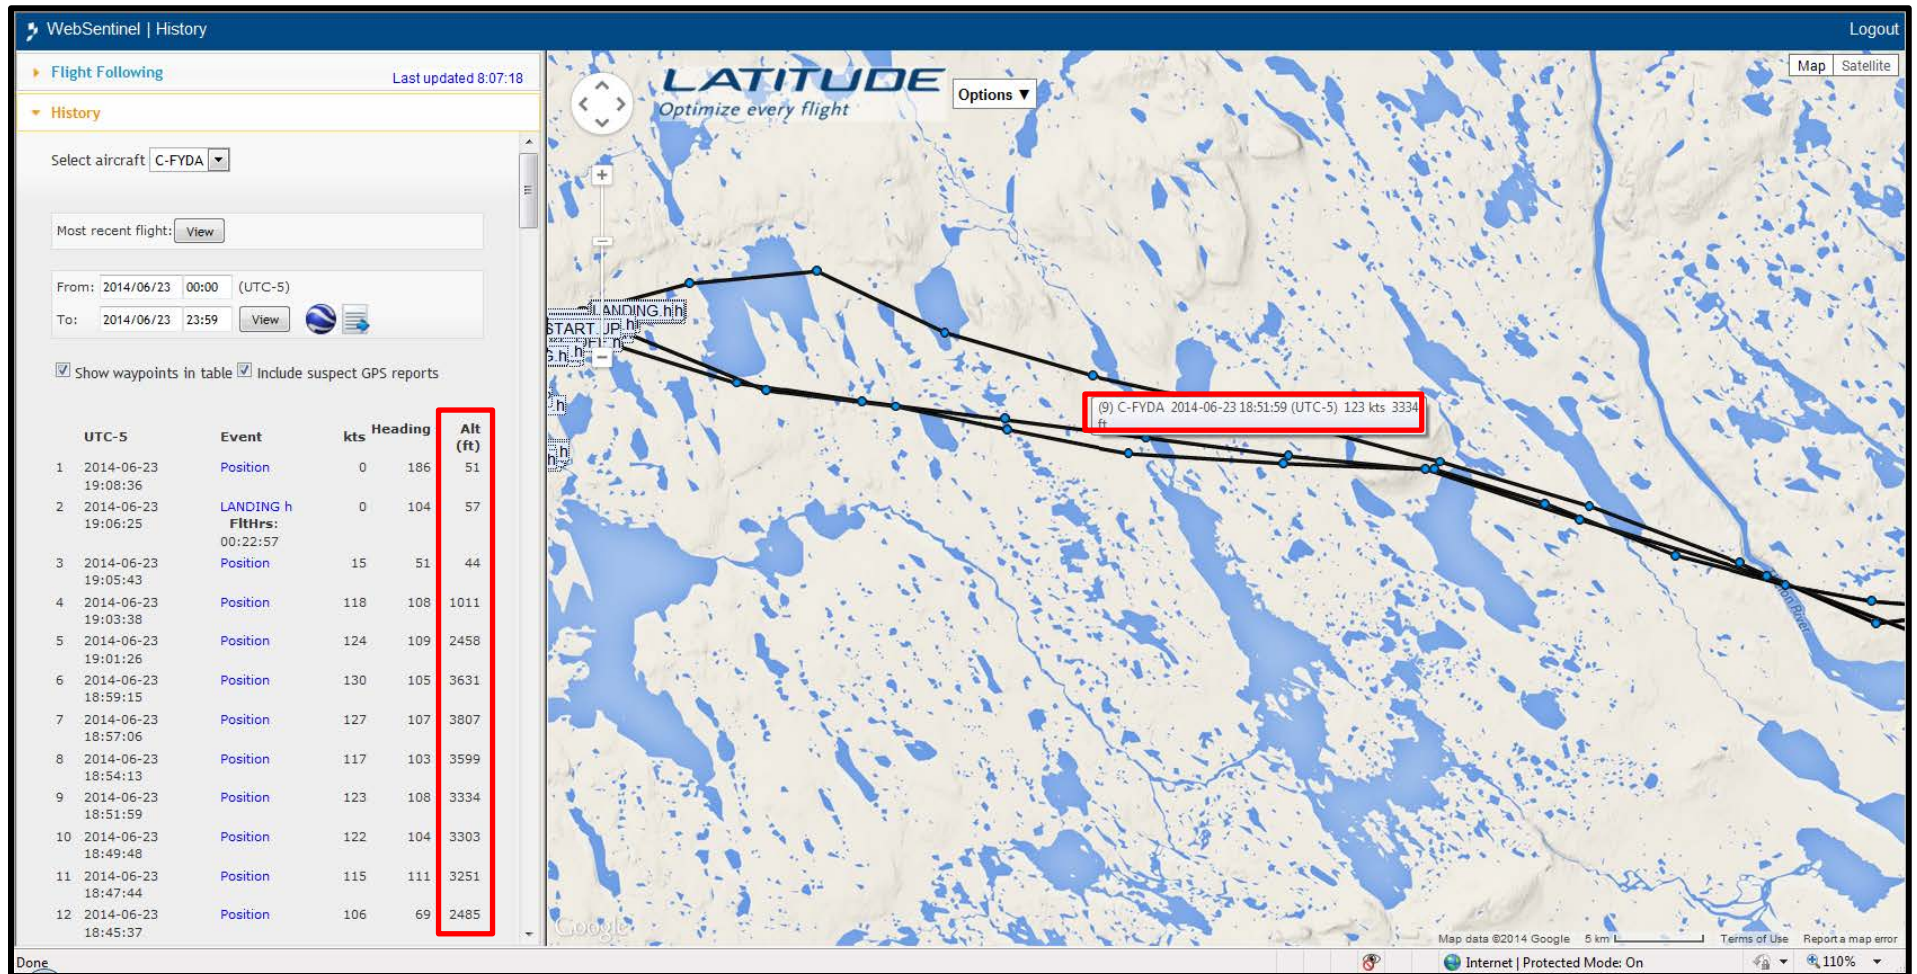 WebSentinel | History
Logout
Flight Following
Last updated 8:07:18
History
Select aircraft C-FYDA
Most recent flight: View
From: 2014/06/23 00:00 (UTC-5)
To: 2014/06/23 23:59 View
Show waypoints in table Include suspect GPS reports
UTC-5 Event kts Heading Alt
(ft)
1 2014-06-23 Position 0 186 51
19:08:36
2 2014-06-23 LANDING h 0 104 57
19:06:25 FltHrs:
00:22:57
3 2014-06-23 Position 15 51 44
19:05:43
4 2014-06-23 Position 118 108 1011
19:03:38
5 2014-06-23 Position 124 109 2458
19:01:26
6 2014-06-23 Position 130 105 3631
18:59:15
7 2014-06-23 Position 127 107 3807
18:57:06
8 2014-06-23 Position 117 103 3599
18:54:13
9 2014-06-23 Position 123 108 3334
18:51:59
10 2014-06-23 Position 122 104 3303
18:49:48
11 2014-06-23 Position 115 111 3251
18:47:44
12 2014-06-23 Position 106 69 2485
18:45:37
LATITUDE
Optimize every flight
Options ▼
Map Satellite
LANDING.h h
START.UP.h
(9) C-FYDA 2014-06-23 18:51:59 (UTC-5) 123 kts 3334
ft
River
Google
Map data ©2014 Google 5 km Terms of Use Report a map error
Done
Internet | Protected Mode: On
110%